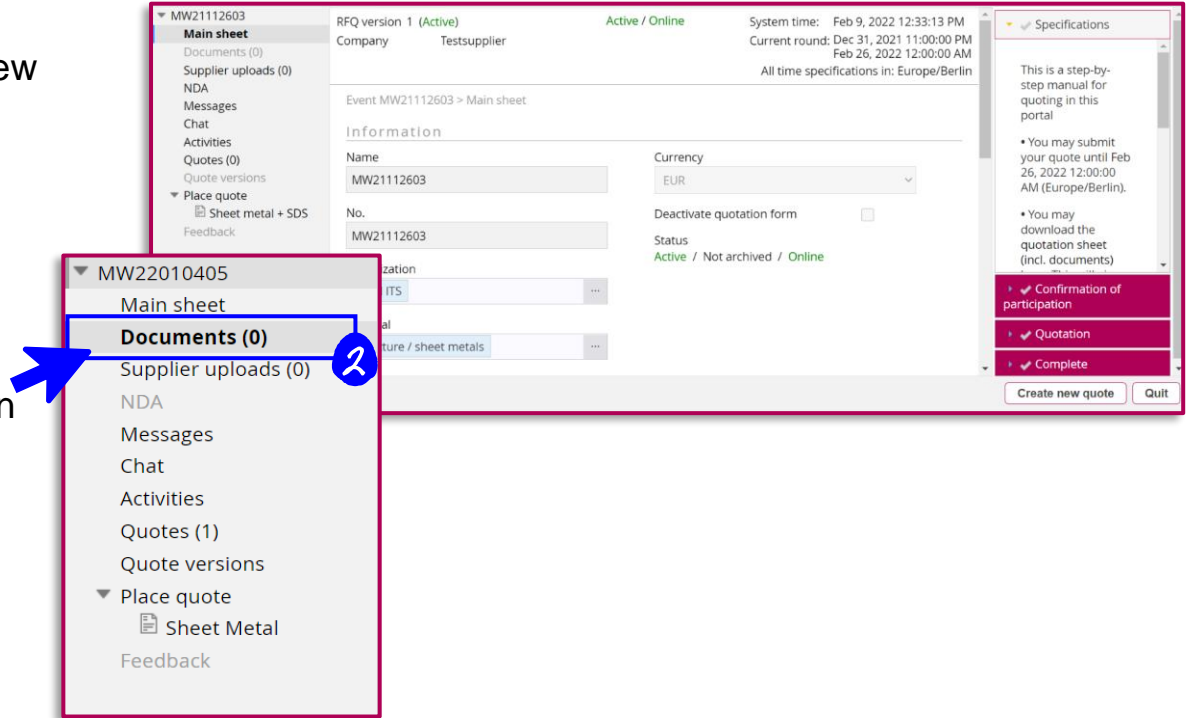 ew
n
MW21112603
Main sheet
Documents (0)
Supplier uploads (0)
NDA
Messages
Chat
Activities
Quotes (0)
Quote versions
Place quote
Sheet metal + SDS
Feedback
RFQ version 1 (Active)
Company Testsupplier
Active / Online
System time: Feb 9, 2022 12:33:13 PM
Current round: Dec 31, 2021 11:00:00 PM
Feb 26, 2022 12:00:00 AM
All time specifications in: Europe/Berlin
Event MW21112603 > Main sheet
Information
Name
MW21112603
No.
MW21112603
zation
ITS
al
ture / sheet metals
Currency
EUR
Deactivate quotation form
Status
Active / Not archived / Online
Specifications
This is a step-by-
step manual for
quoting in this
portal
• You may submit
your quote until Feb
26, 2022 12:00:00
AM (Europe/Berlin).
• You may
download the
quotation sheet
(incl. documents)
Confirmation of
participation
Quotation
Complete
Create new quote Quit
MW22010405
Main sheet
Documents (0)
2
Supplier uploads (0)
NDA
Messages
Chat
Activities
Quotes (1)
Quote versions
Place quote
Sheet Metal
Feedback